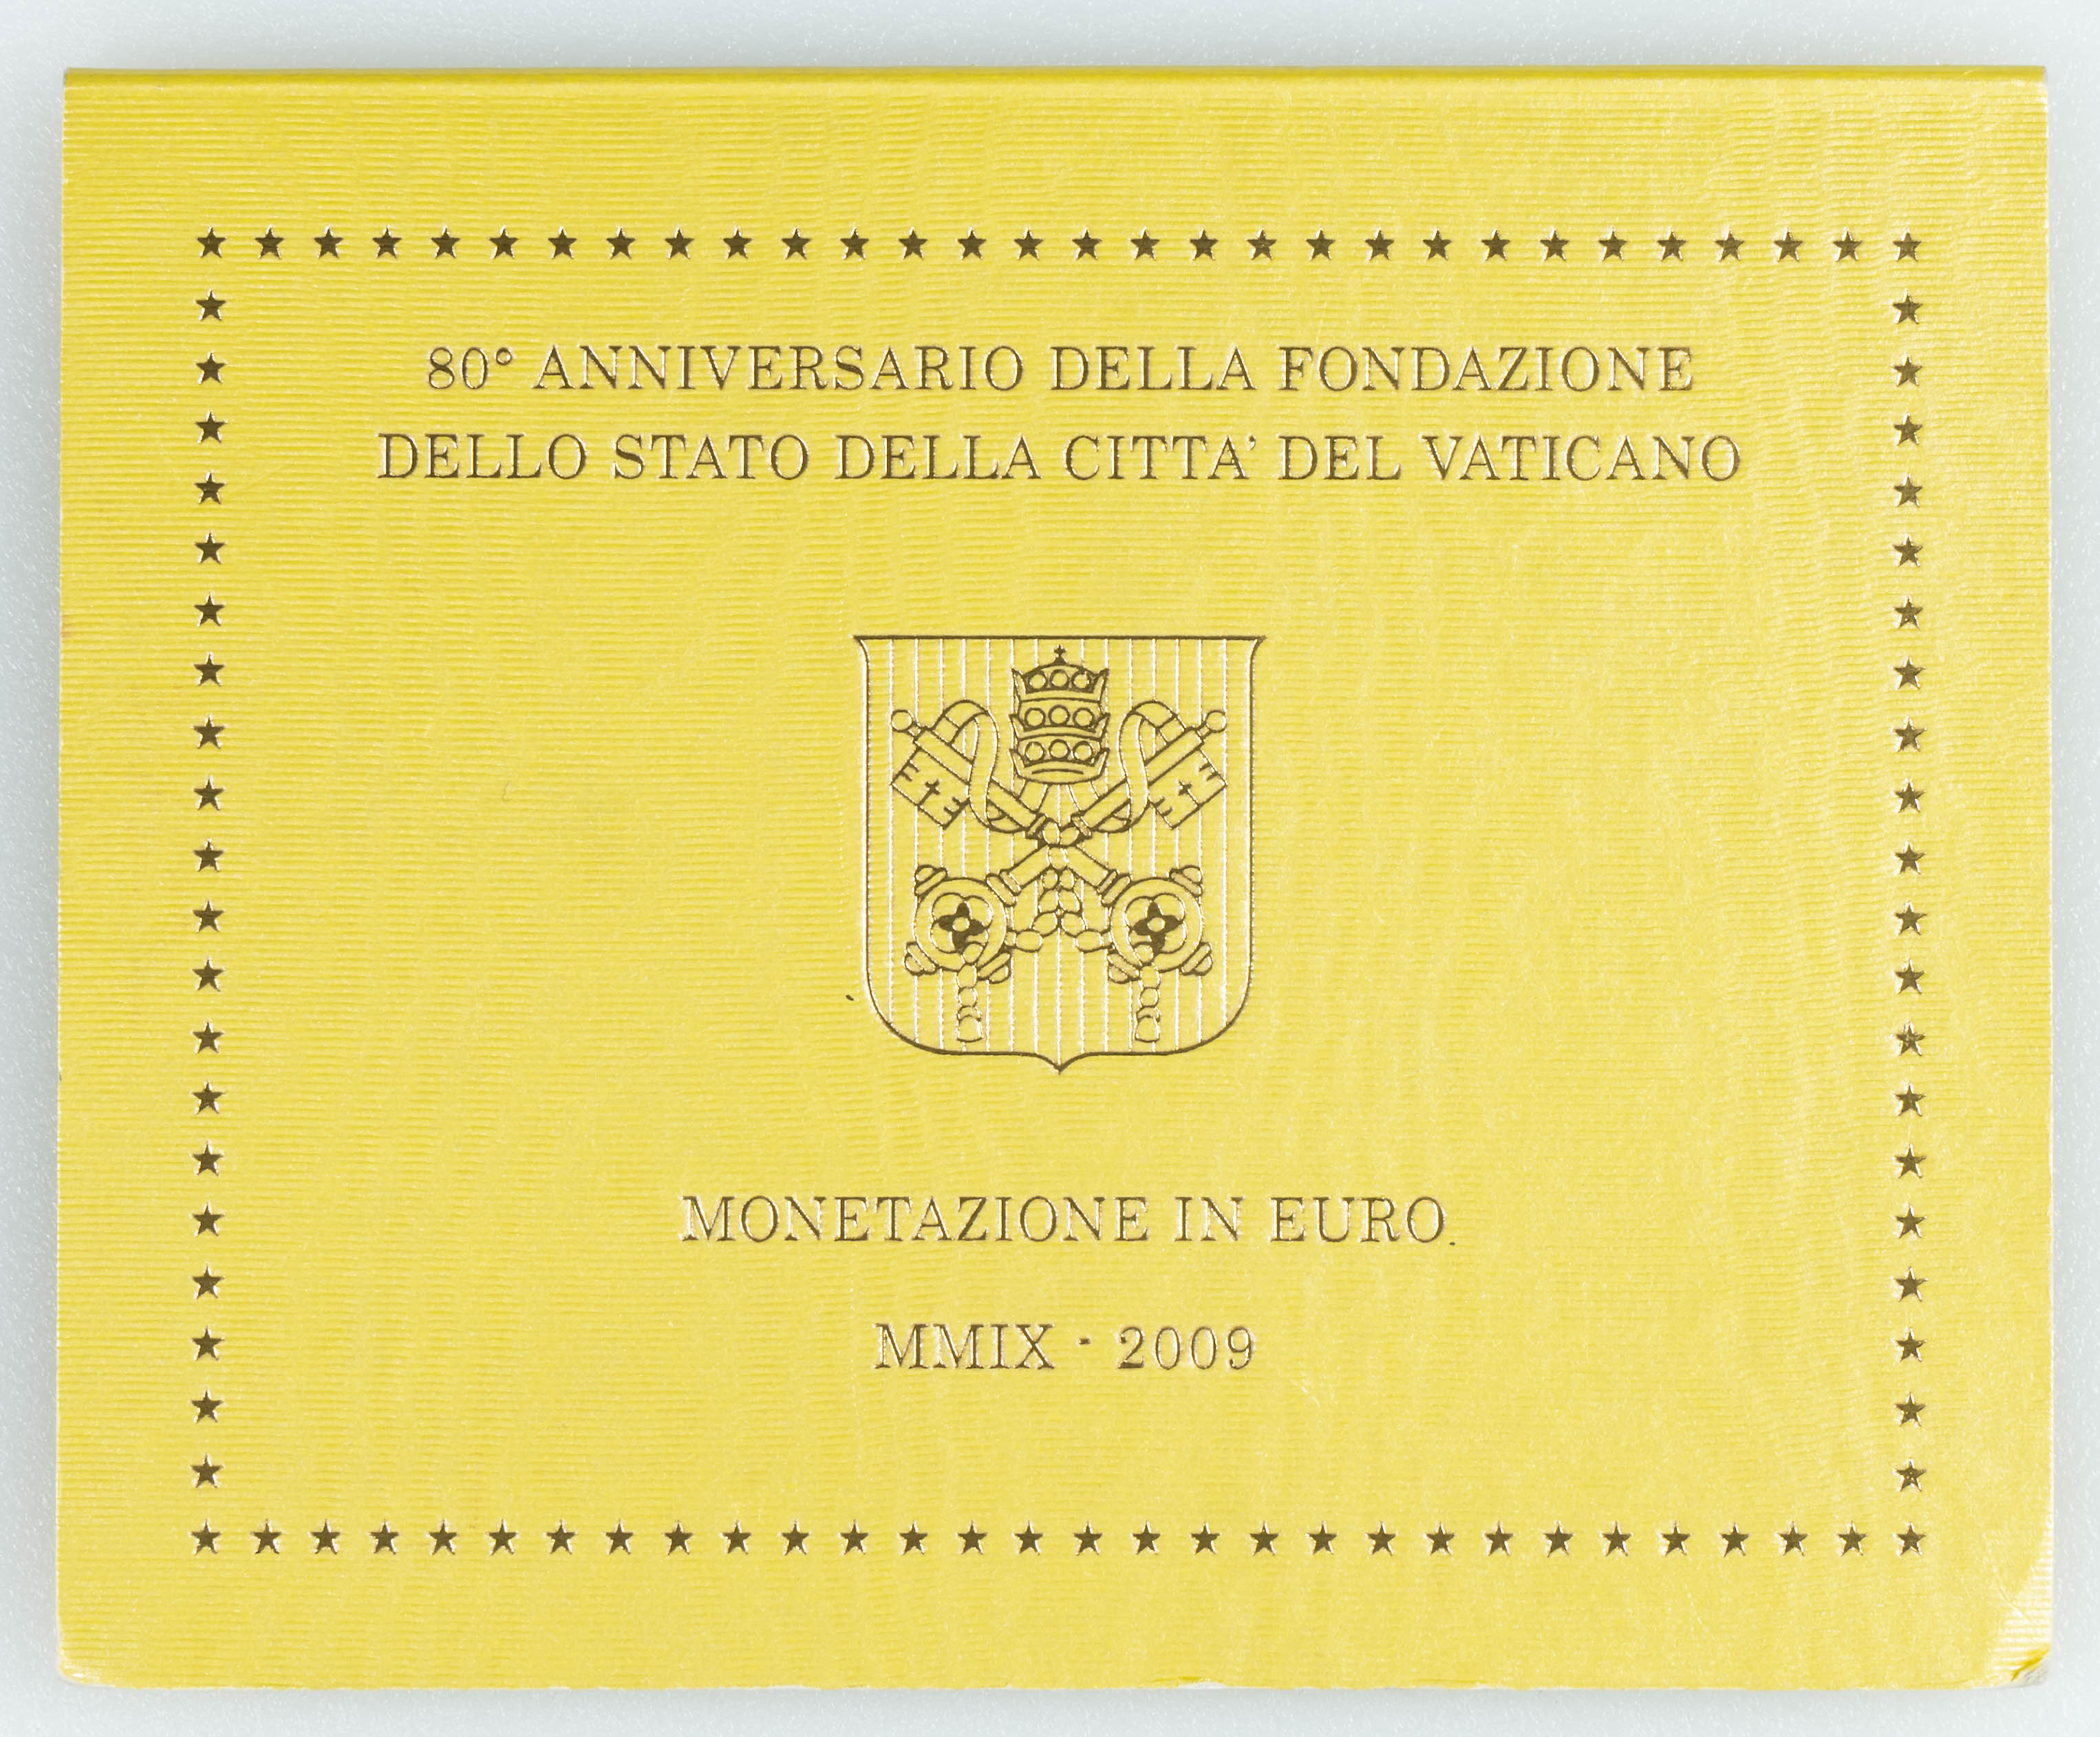 80° ANNIVERSARIO DELLA FONDAZIONE
DELLO STATO DELLA CITTA' DEL VATICANO
MONETAZIONE IN EURO.
MMIX - 2009